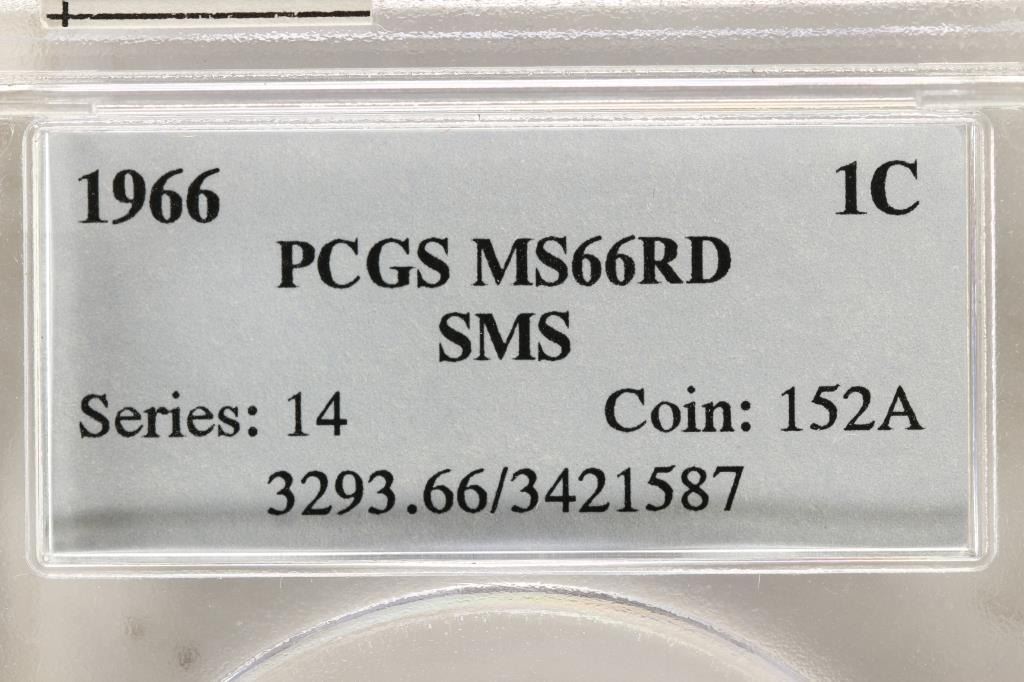 1966 1C
PCGS MS66RD
SMS
Series: 14 Coin: 152A
3293.66/3421587